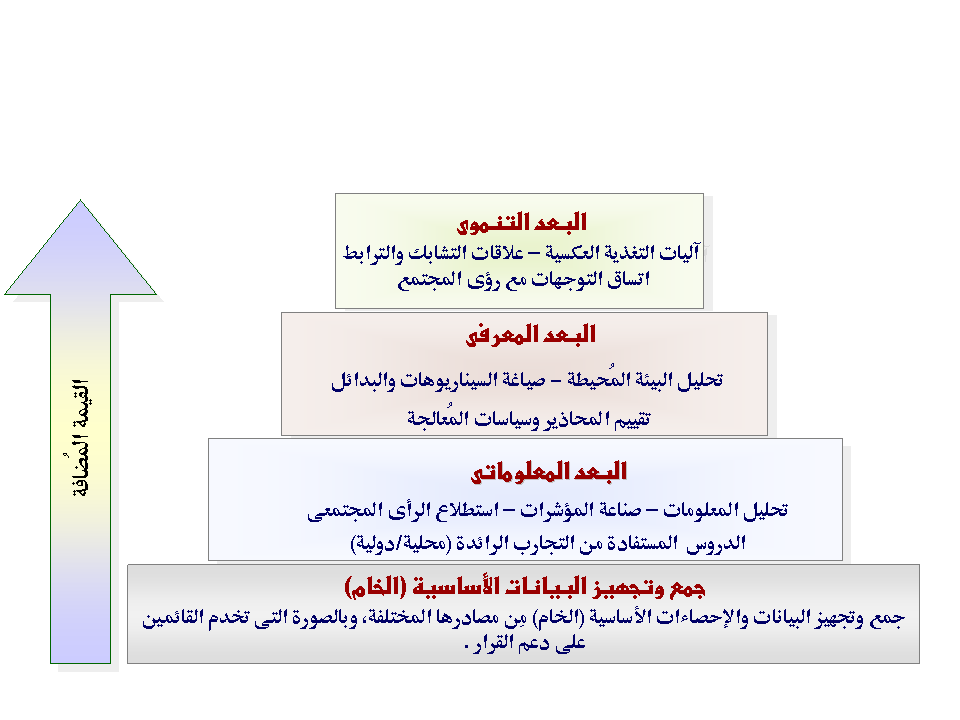 البعد التنموى
آليات التغذية العكسية – علاقات التشابك والترابط
اتساق التوجهات مع رؤى المجتمع
البعد المعرفى
تحليل البيئة المُحيطة – صياغة السيناريوهات والبدائل
تقييم المحاذير وسياسات المُعالجة
البعد المعلوماتى
تحليل المعلومات – صناعة المؤشرات – استطلاع الرأى المجتمعى
الدروس المستفادة من التجارب الرائدة (محلية/دولية)
جمع وتجهيز البيانات الأساسية (الخام)
جمع وتجهيز البيانات والإحصاءات الأساسية (الخام) مِن مصادرها المختلفة، وبالصورة التى تخدم القائمين
على دعم القرار .
القيمة المُضافة